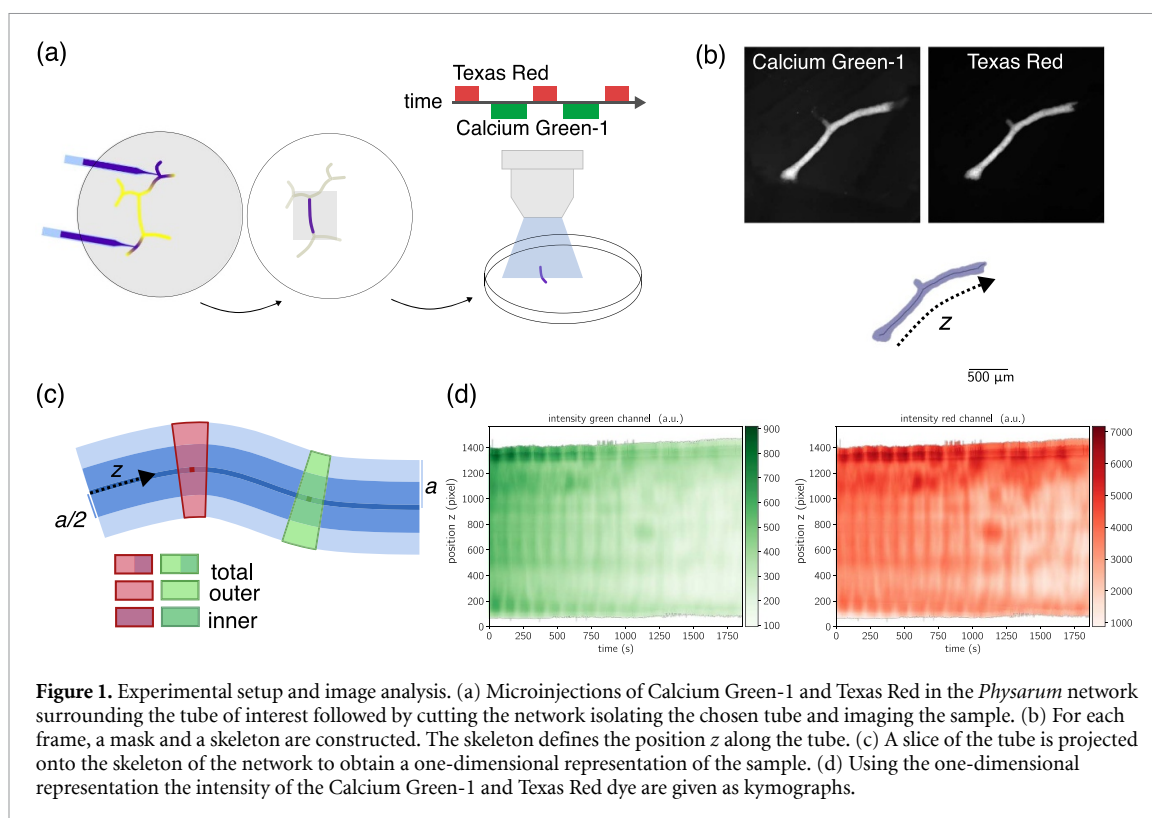 (a)
Texas Red
time
Calcium Green-1
(b)
Calcium Green-1
Texas Red
z
500 µm
(c)
z
a/2
a
total
outer
inner
(d)
intensity green channel (a.u.)
position z (pixel)
1400
1200
1000
800
600
400
200
0
0 250 500 750 1000 1250 1500 1750
time (s)
900
800
700
600
500
400
300
200
100
intensity red channel (a.u.)
position z (pixel)
1400
1200
1000
800
600
400
200
0
0 250 500 750 1000 1250 1500 1750
time (s)
7000
6000
5000
4000
3000
2000
1000
Figure 1. Experimental setup and image analysis. (a) Microinjections of Calcium Green-1 and Texas Red in the Physarum network
surrounding the tube of interest followed by cutting the network isolating the chosen tube and imaging the sample. (b) For each
frame, a mask and a skeleton are constructed. The skeleton defines the position z along the tube. (c) A slice of the tube is projected
onto the skeleton of the network to obtain a one-dimensional representation of the sample. (d) Using the one-dimensional
representation the intensity of the Calcium Green-1 and Texas Red dye are given as kymographs.